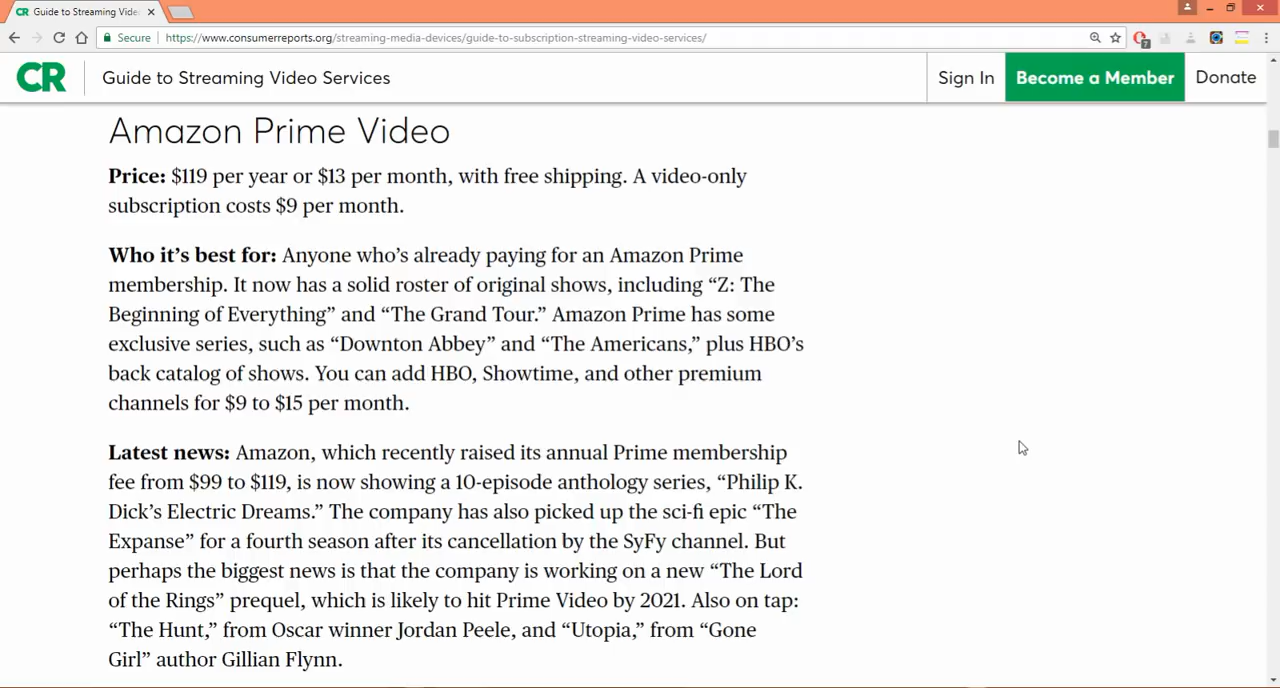 CR Guide to Streaming Vide
Secure https://www.consumerreports.org/streaming-media-devices/guide-to-subscription-streaming-video-services/
7
CR Guide to Streaming Video Services Sign In Become a Member Donate
Amazon Prime Video
Price: $119 per year or $13 per month, with free shipping. A video-only
subscription costs $9 per month.
Who it’s best for: Anyone who’s already paying for an Amazon Prime
membership. It now has a solid roster of original shows, including “Z: The
Beginning of Everything” and “The Grand Tour.” Amazon Prime has some
exclusive series, such as “Downton Abbey” and “The Americans,” plus HBO’s
back catalog of shows. You can add HBO, Showtime, and other premium
channels for $9 to $15 per month.
Latest news: Amazon, which recently raised its annual Prime membership
fee from $99 to $119, is now showing a 10-episode anthology series, “Philip K.
Dick’s Electric Dreams.” The company has also picked up the sci-fi epic “The
Expanse” for a fourth season after its cancellation by the SyFy channel. But
perhaps the biggest news is that the company is working on a new “The Lord
of the Rings” prequel, which is likely to hit Prime Video by 2021. Also on tap:
“The Hunt,” from Oscar winner Jordan Peele, and “Utopia,” from “Gone
Girl” author Gillian Flynn.